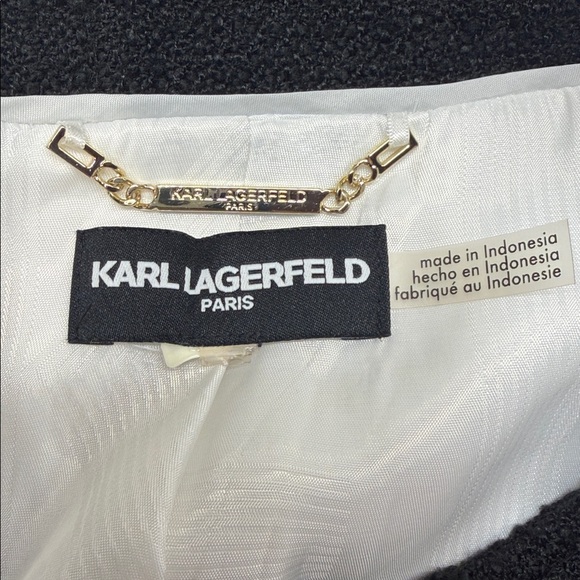 KARL LAGERFELD
PARIS
KARL LAGERFELD
PARIS
made in Indonesia
hecho en Indonesia
fabriqué au Indonesie